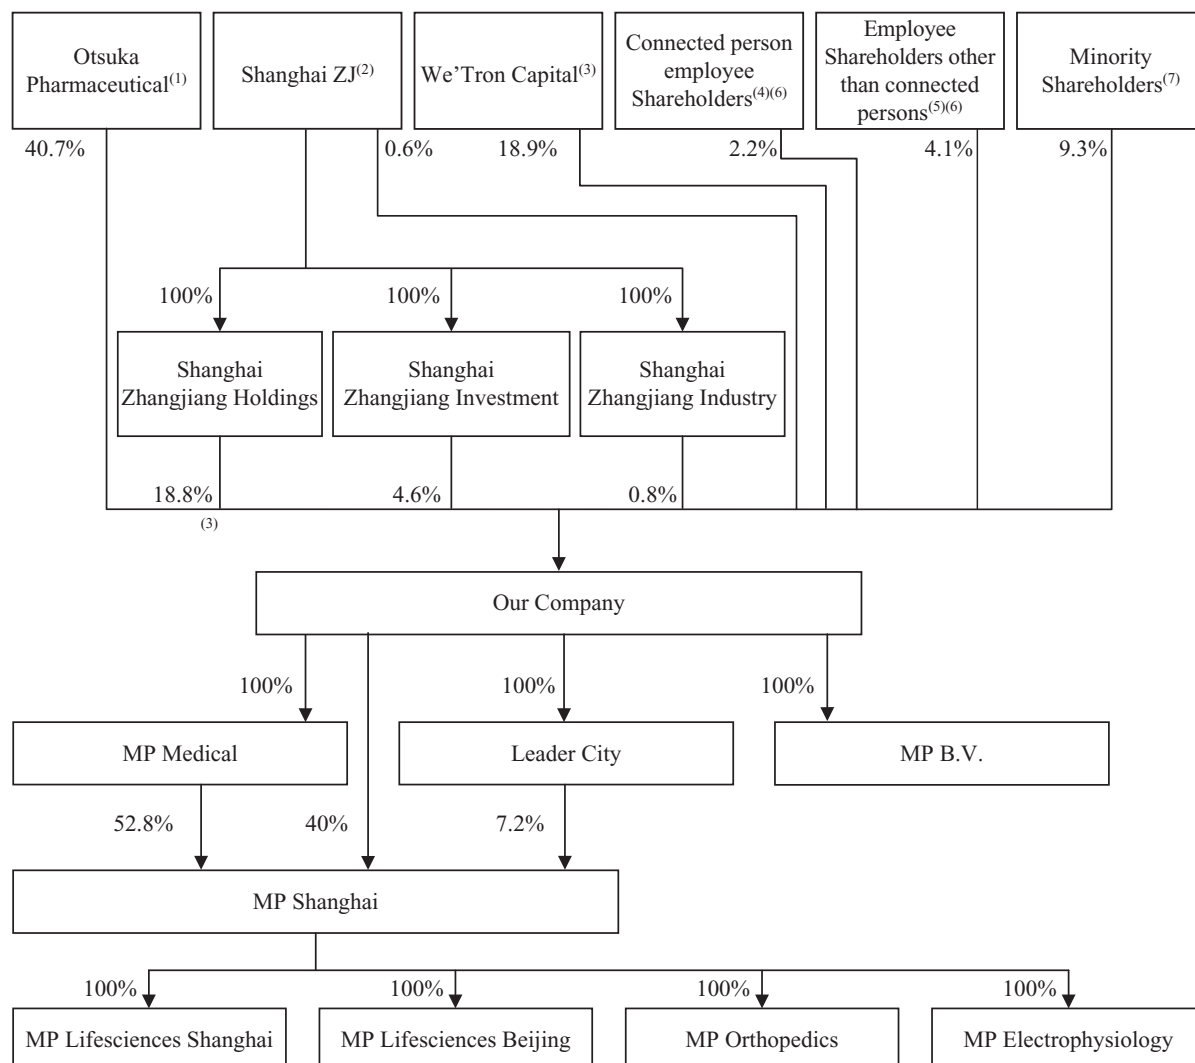 Otsuka
Pharmaceutical(1)
Shanghai ZJ(2)
We’Tron Capital(3)
Connected person
employee
Shareholders(4)(6)
Employee
Shareholders other
than connected
persons(5)(6)
Minority
Shareholders(7)
40.7%
0.6%
18.9%
2.2%
4.1%
9.3%
100%
100%
100%
Shanghai
Zhangjiang Holdings
Shanghai
Zhangjiang Investment
Shanghai
Zhangjiang Industry
18.8%
4.6%
0.8%
(3)
Our Company
100%
100%
100%
MP Medical
Leader City
MP B.V.
52.8%
40%
7.2%
MP Shanghai
100%
100%
100%
100%
MP Lifesciences Shanghai
MP Lifesciences Beijing
MP Orthopedics
MP Electrophysiology